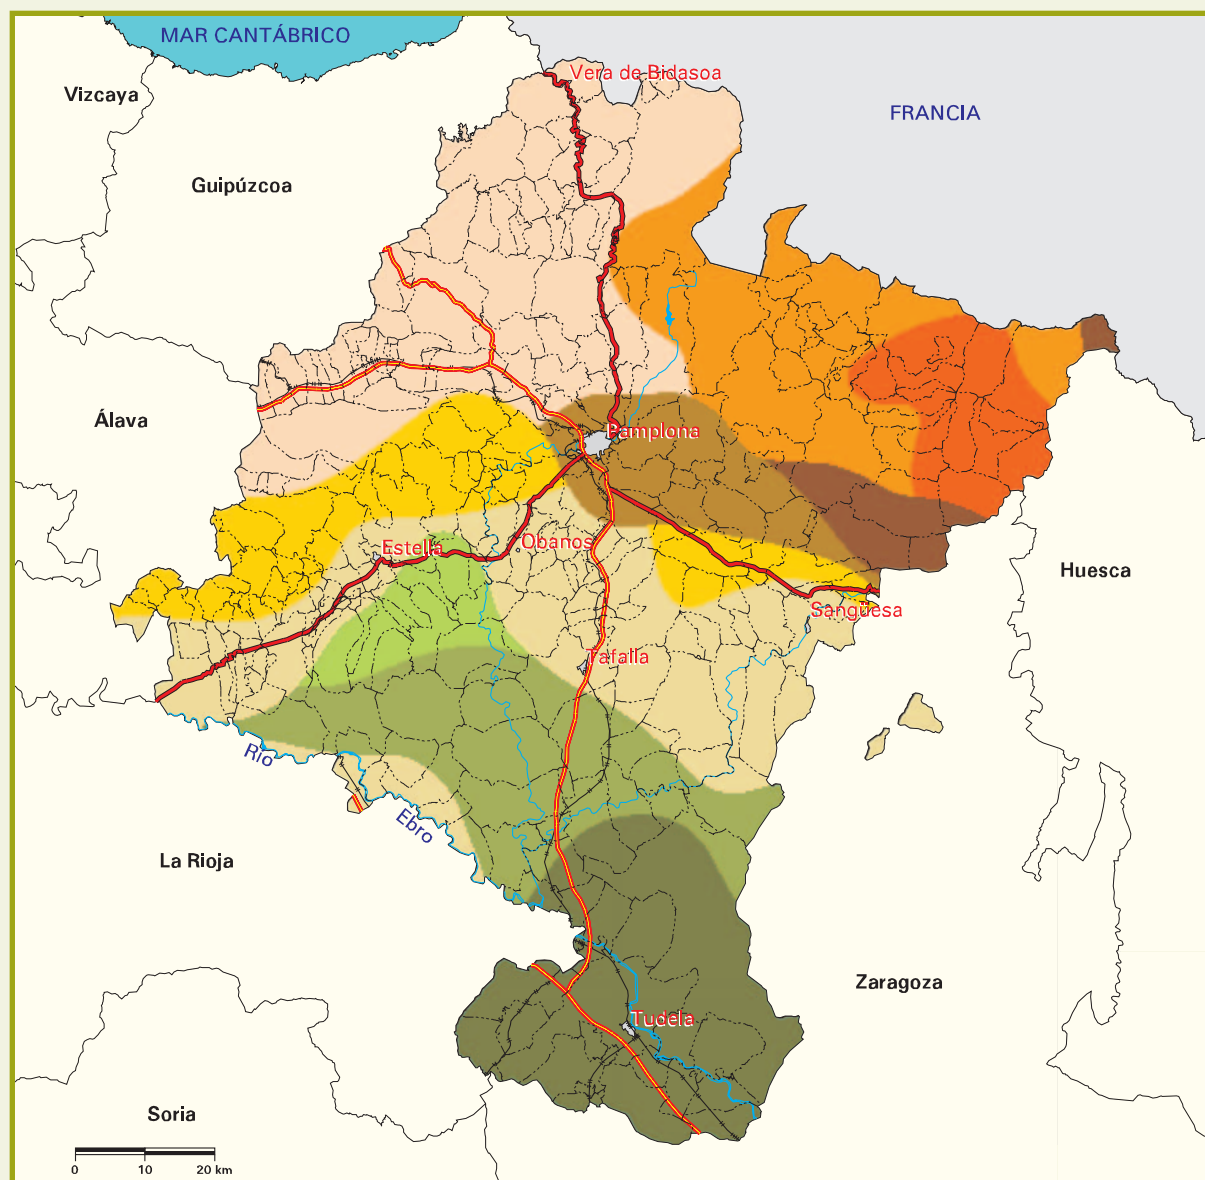 MAR CANTÁBRICO
Vera de Bidasoa
Vizcaya
FRANCIA
Guipúzcoa
Álava
Pamplona
Estella
Obanos
Huesca
Sangüesa
Tafalla
Río
Ebro
La Rioja
Zaragoza
Tudela
Soria
0 10 20 km